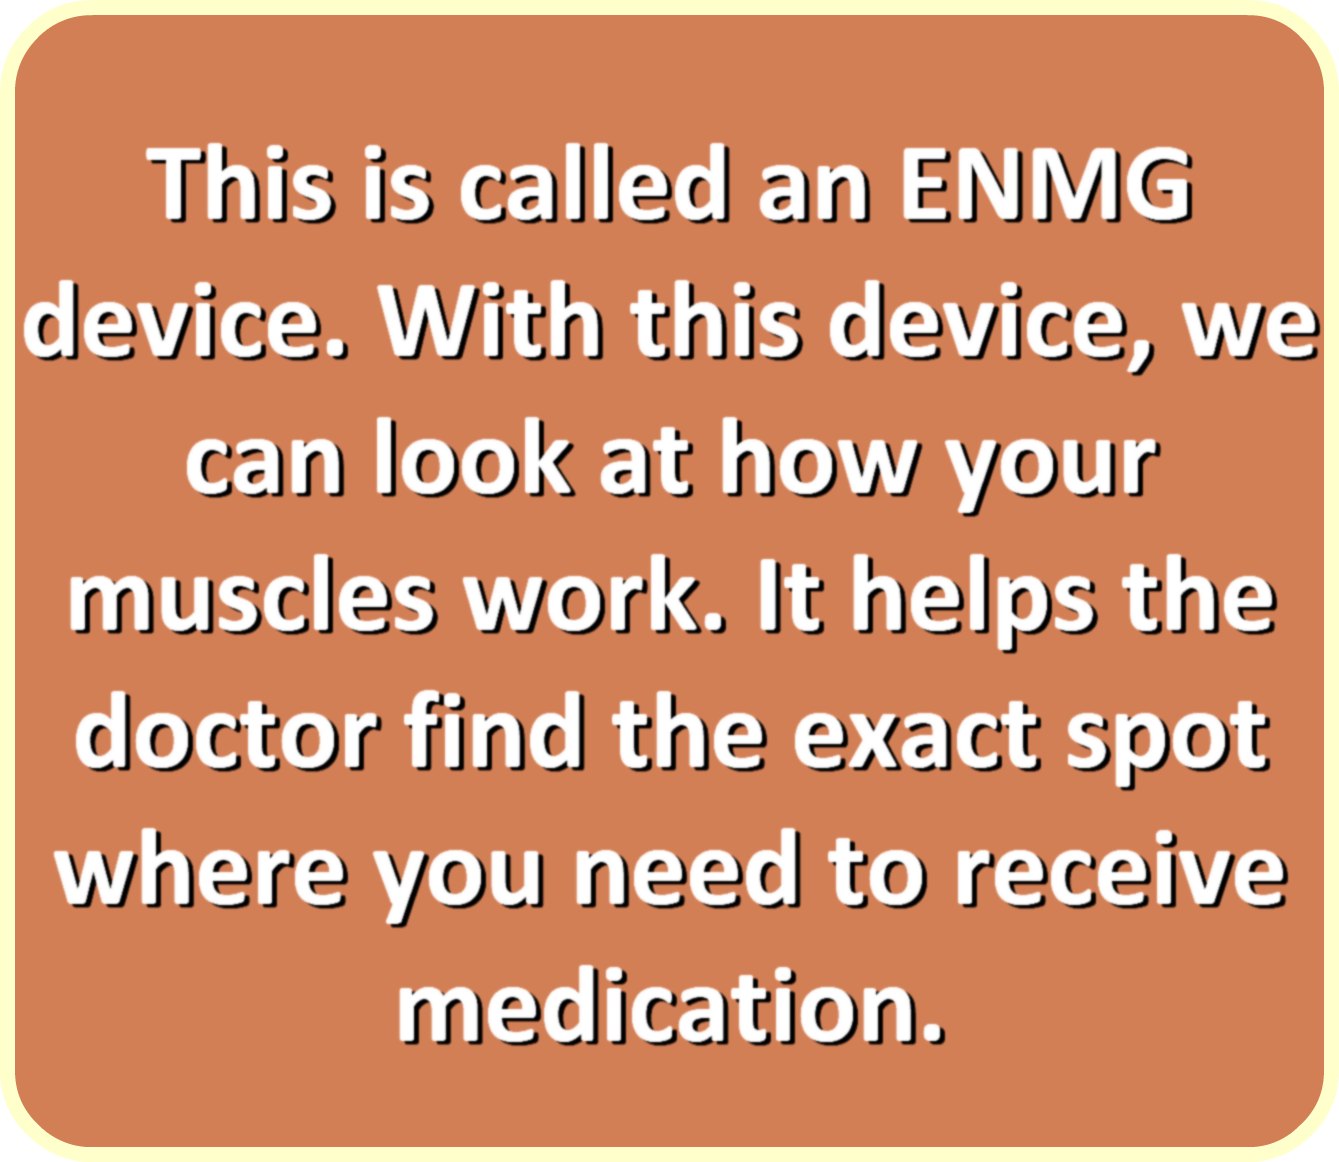 This is called an ENMG
device. With this device, we
can look at how your
muscles work. It helps the
doctor find the exact spot
where you need to receive
medication.